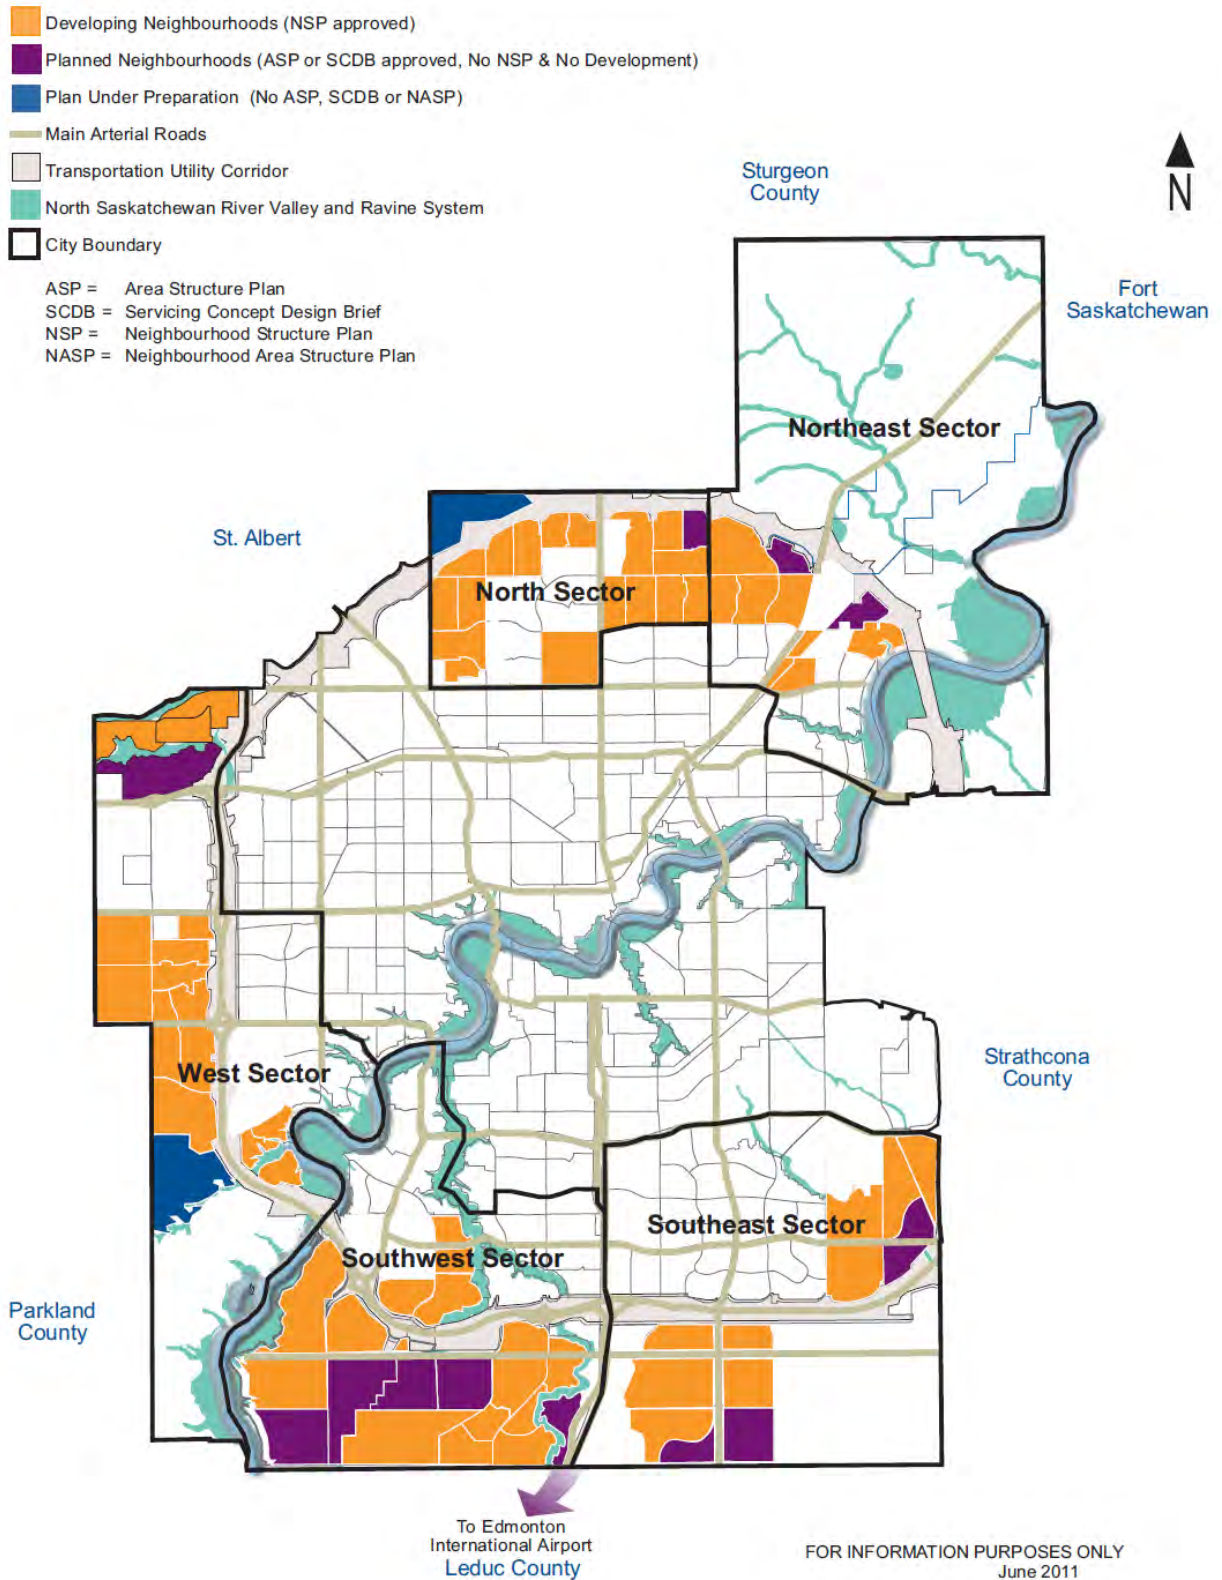 Developing Neighbourhoods (NSP approved)
Planned Neighbourhoods (ASP or SCDB approved, No NSP & No Development)
Plan Under Preparation (No ASP, SCDB or NASP)
Main Arterial Roads
Transportation Utility Corridor
North Saskatchewan River Valley and Ravine System
City Boundary
ASP = Area Structure Plan
SCDB = Servicing Concept Design Brief
NSP = Neighbourhood Structure Plan
NASP = Neighbourhood Area Structure Plan
N
Sturgeon
County
Fort
Saskatchewan
Northeast Sector
St. Albert
North Sector
Strathcona
County
West Sector
Southeast Sector
Southwest Sector
Parkland
County
To Edmonton
International Airport
Leduc County
FOR INFORMATION PURPOSES ONLY
June 2011